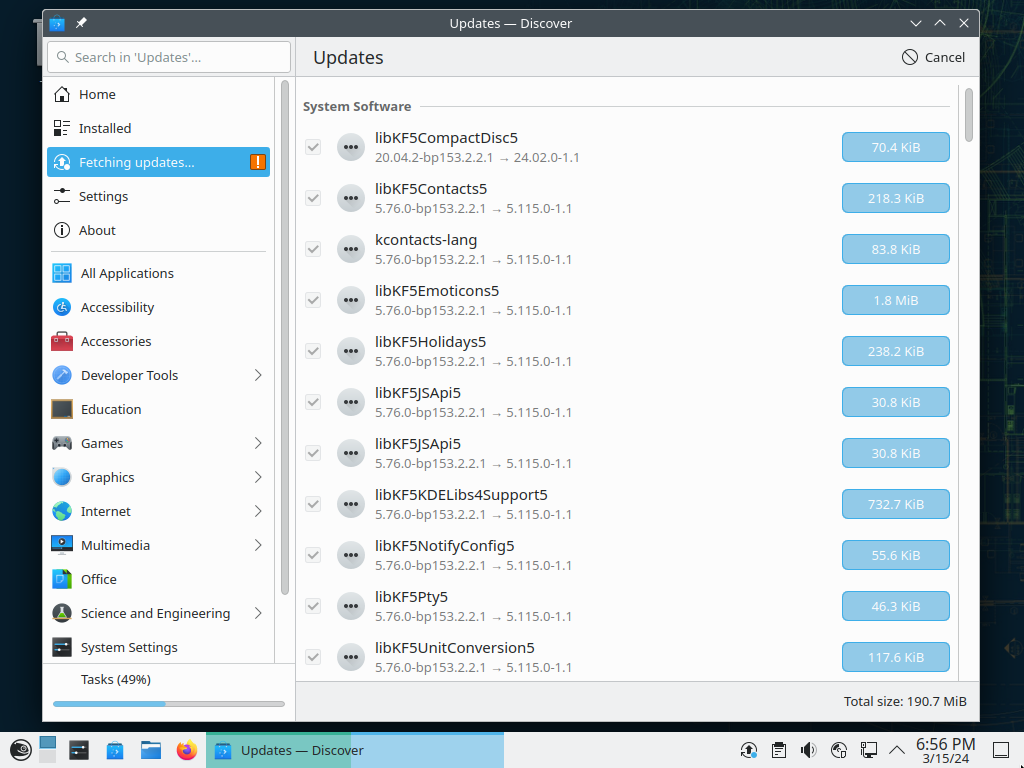 Updates — Discover
Search in 'Updates'...
Updates
Cancel
Home
Installed
Fetching updates...
Settings
About
All Applications
Accessibility
Accessories
Developer Tools
Education
Games
Graphics
Internet
Multimedia
Office
Science and Engineering
System Settings
Tasks (49%)
System Software
libKF5CompactDisc5
20.04.2-bp153.2.2.1 → 24.02.0-1.1
70.4 KiB
libKF5Contacts5
5.76.0-bp153.2.2.1 → 5.115.0-1.1
218.3 KiB
kcontacts-lang
5.76.0-bp153.2.2.1 → 5.115.0-1.1
83.8 KiB
libKF5Emoticons5
5.76.0-bp153.2.2.1 → 5.115.0-1.1
1.8 MiB
libKF5Holidays5
5.76.0-bp153.2.2.1 → 5.115.0-1.1
238.2 KiB
libKF5JSApi5
5.76.0-bp153.2.2.1 → 5.115.0-1.1
30.8 KiB
libKF5JSApi5
5.76.0-bp153.2.2.1 → 5.115.0-1.1
30.8 KiB
libKF5KDELibs4Support5
5.76.0-bp153.2.2.1 → 5.115.0-1.1
732.7 KiB
libKF5NotifyConfig5
5.76.0-bp153.2.2.1 → 5.115.0-1.1
55.6 KiB
libKF5Pty5
5.76.0-bp153.2.2.1 → 5.115.0-1.1
46.3 KiB
libKF5UnitConversion5
5.76.0-bp153.2.2.1 → 5.115.0-1.1
117.6 KiB
Total size: 190.7 MiB
Updates — Discover
6:56 PM
3/15/24